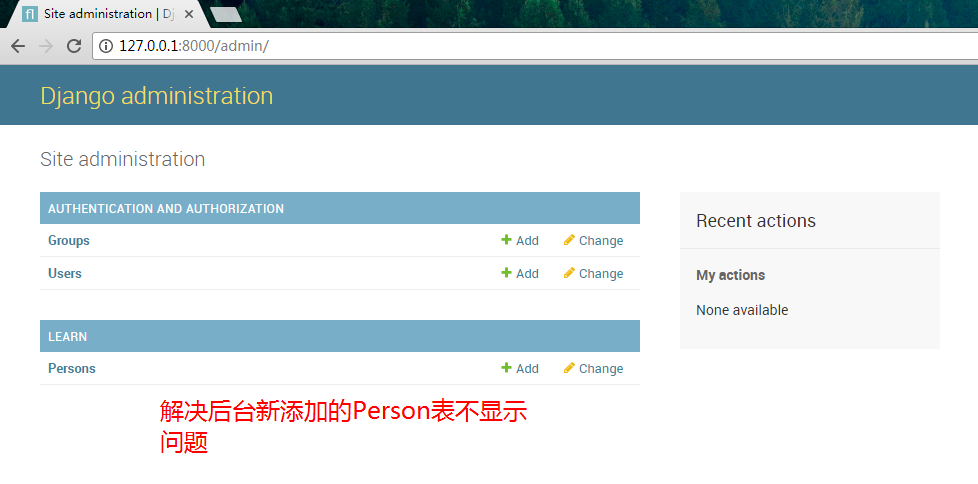 Site administration | Dj
127.0.0.1:8000/admin/
Django administration
Site administration
AUTHENTICATION AND AUTHORIZATION
Groups Add Change
Users Add Change
LEARN
Persons Add Change
Recent actions
My actions
None available
解决后台新添加的Person表不显示
问题